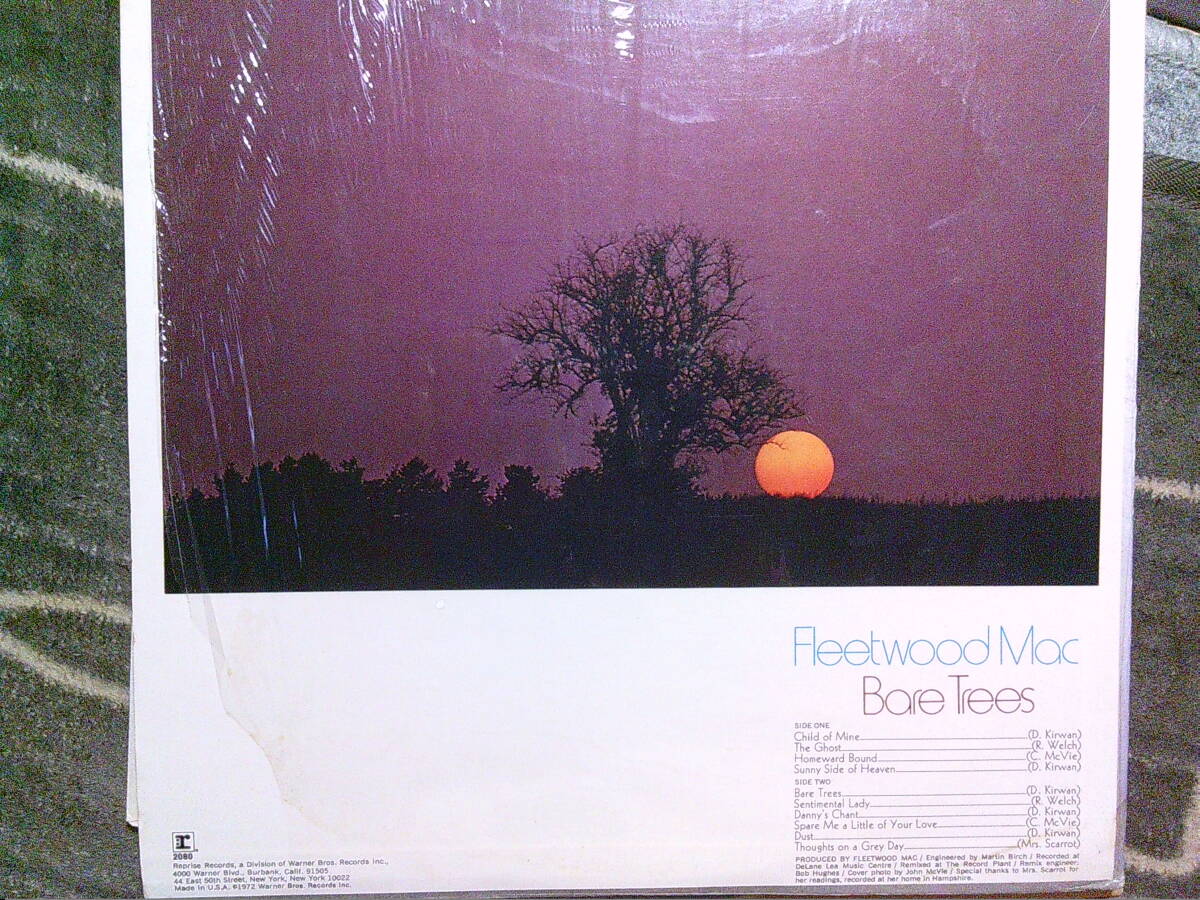 Fleetwood Mac
Bare Trees
SIDE ONE
Child of Mine (D. Kirwan)
The Ghost (R. Welch)
Homeward Bound (C. McVie)
Sunny Side of Heaven (D. Kirwan)
SIDE TWO
Bare Trees (D. Kirwan)
Sentimental Lady (R. Welch)
Danny's Chant (D. Kirwan)
Spare Me a Little of Your Love (C. McVie)
Dust (D. Kirwan)
Thoughts on a Grey Day (Mrs. Scarrot)
PRODUCED BY FLEETWOOD MAC / Engineered by Martin Birch / Recorded at
DeLane Lea Music Centre / Remixed at The Record Plant / Remix engineer:
Bob Hughes / Cover photo by John McVie / Special thanks to Mrs. Scarrot for
her readings, recorded at her home in Hampshire.
r
2080
Reprise Records, a Division of Warner Bros. Records Inc.,
4000 Warner Blvd., Burbank, Calif. 91505
44 East 50th Street, New York, New York 10022
Made in U.S.A. ©1972 Warner Bros. Records Inc.